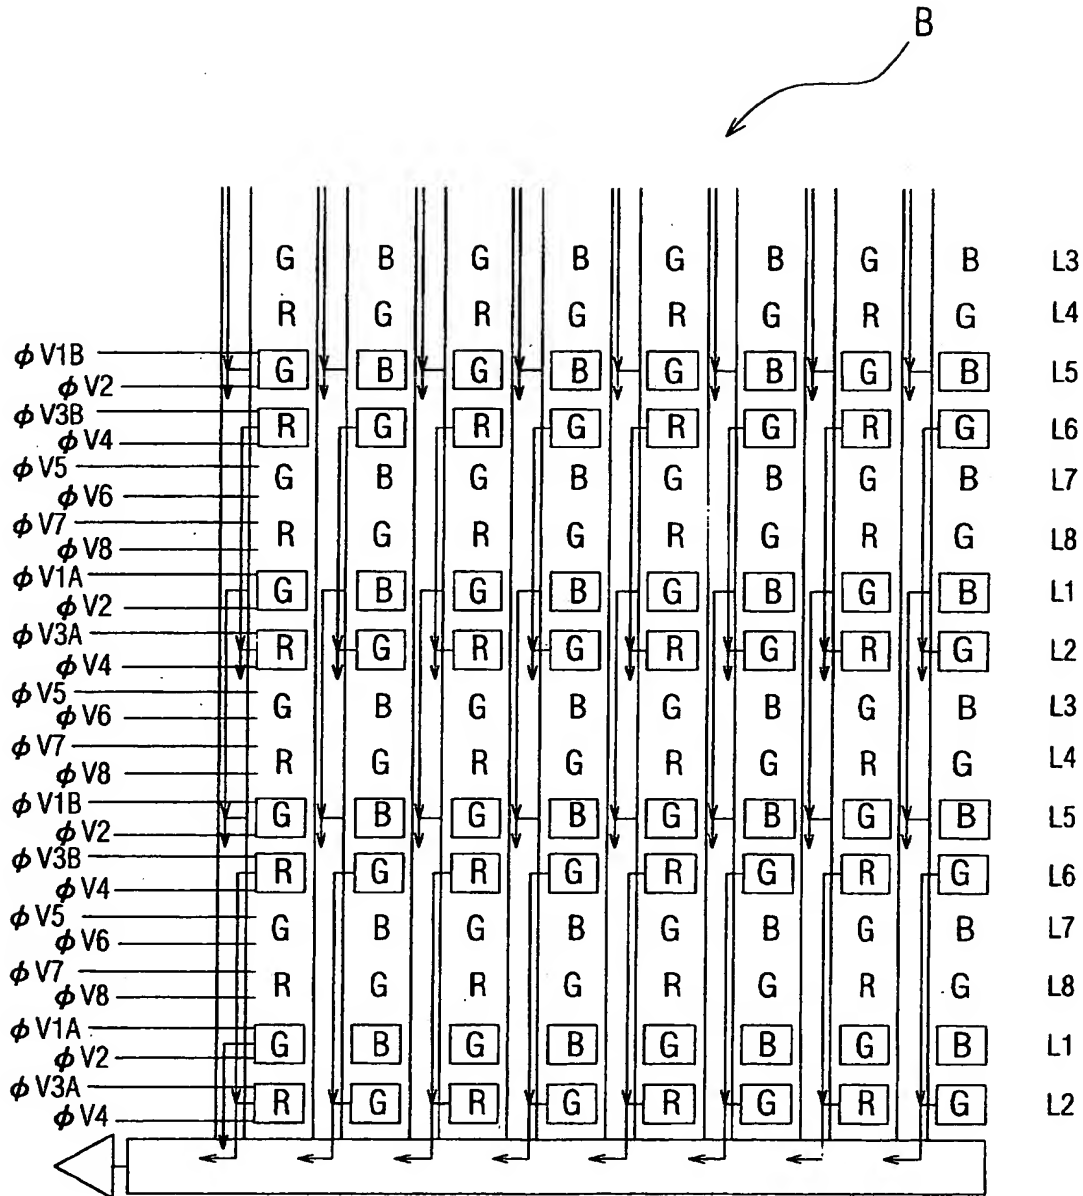 B
G B G B G B G B L3
R G R G R G R G L4
φV1B
G B G B G B G B L5
φV2
φV3B
R G R G R G R G L6
φV4
φV5
G B G B G B G B L7
φV6
φV7
R G R G R G R G L8
φV8
φV1A
G B G B G B G B L1
φV2
φV3A
R G R G R G R G L2
φV4
φV5
G B G B G B G B L3
φV6
φV7
R G R G R G R G L4
φV8
φV1B
G B G B G B G B L5
φV2
φV3B
R G R G R G R G L6
φV4
φV5
G B G B G B G B L7
φV6
φV7
R G R G R G R G L8
φV8
φV1A
G B G B G B G B L1
φV2
φV3A
R G R G R G R G L2
φV4